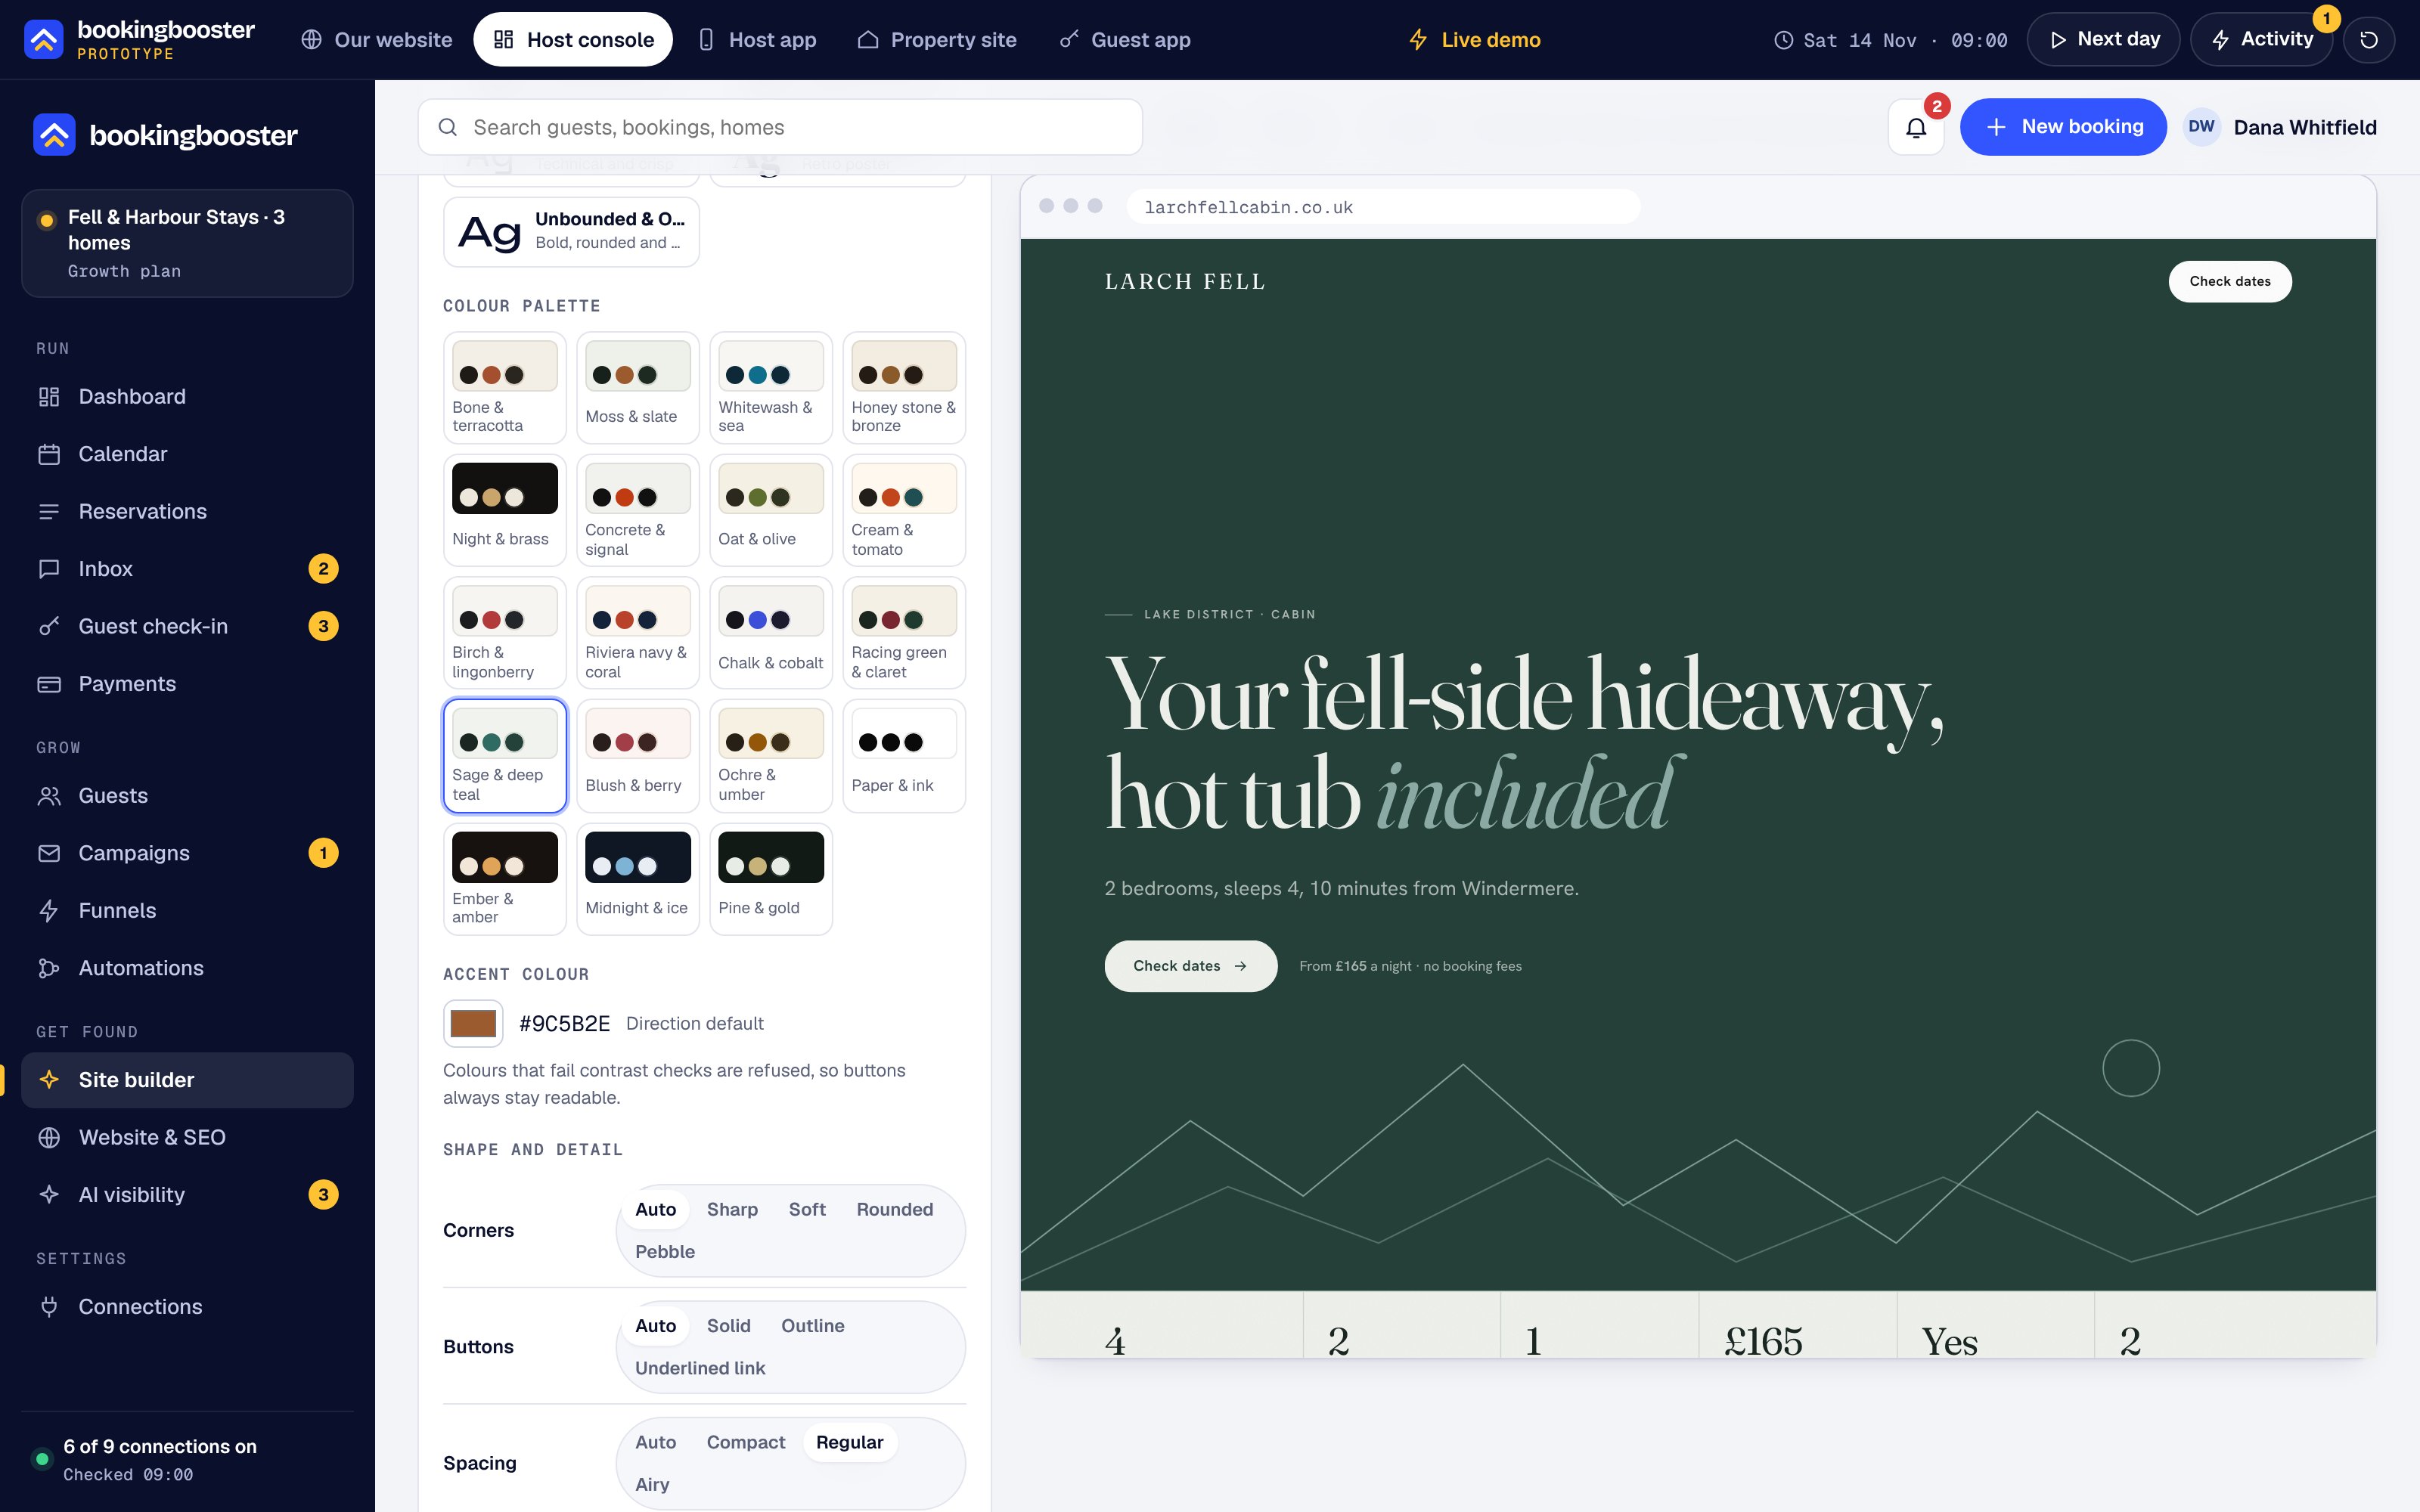 bookingbooster
PROTOTYPE
Our website
Host console
Host app
Property site
Guest app
Live demo
Sat 14 Nov · 09:00
Next day
Activity
1
bookingbooster
Fell & Harbour Stays · 3
homes
Growth plan
RUN
Dashboard
Calendar
Reservations
Inbox
2
Guest check-in
3
Payments
GROW
Guests
Campaigns
1
Funnels
Automations
GET FOUND
Site builder
Website & SEO
AI visibility
3
SETTINGS
Connections
6 of 9 connections on
Checked 09:00
Search guests, bookings, homes
2
New booking
DW
Dana Whitfield
Ag
Technical and crisp
Ag
Retro poster
Ag
Unbounded & O...
Bold, rounded and ...
COLOUR PALETTE
Bone &
terracotta
Moss & slate
Whitewash &
sea
Honey stone &
bronze
Night & brass
Concrete &
signal
Oat & olive
Cream &
tomato
Birch &
lingonberry
Riviera navy &
coral
Chalk & cobalt
Racing green
& claret
Sage & deep
teal
Blush & berry
Ochre &
umber
Paper & ink
Ember &
amber
Midnight & ice
Pine & gold
ACCENT COLOUR
#9C5B2E
Direction default
Colours that fail contrast checks are refused, so buttons
always stay readable.
SHAPE AND DETAIL
Corners
Auto
Sharp
Soft
Rounded
Pebble
Buttons
Auto
Solid
Outline
Underlined link
Spacing
Auto
Compact
Regular
Airy
larchfellcabin.co.uk
LARCH FELL
Check dates
LAKE DISTRICT · CABIN
Your fell-side hideaway,
hot tub included
2 bedrooms, sleeps 4, 10 minutes from Windermere.
Check dates →
From £165 a night · no booking fees
4
2
1
£165
Yes
2